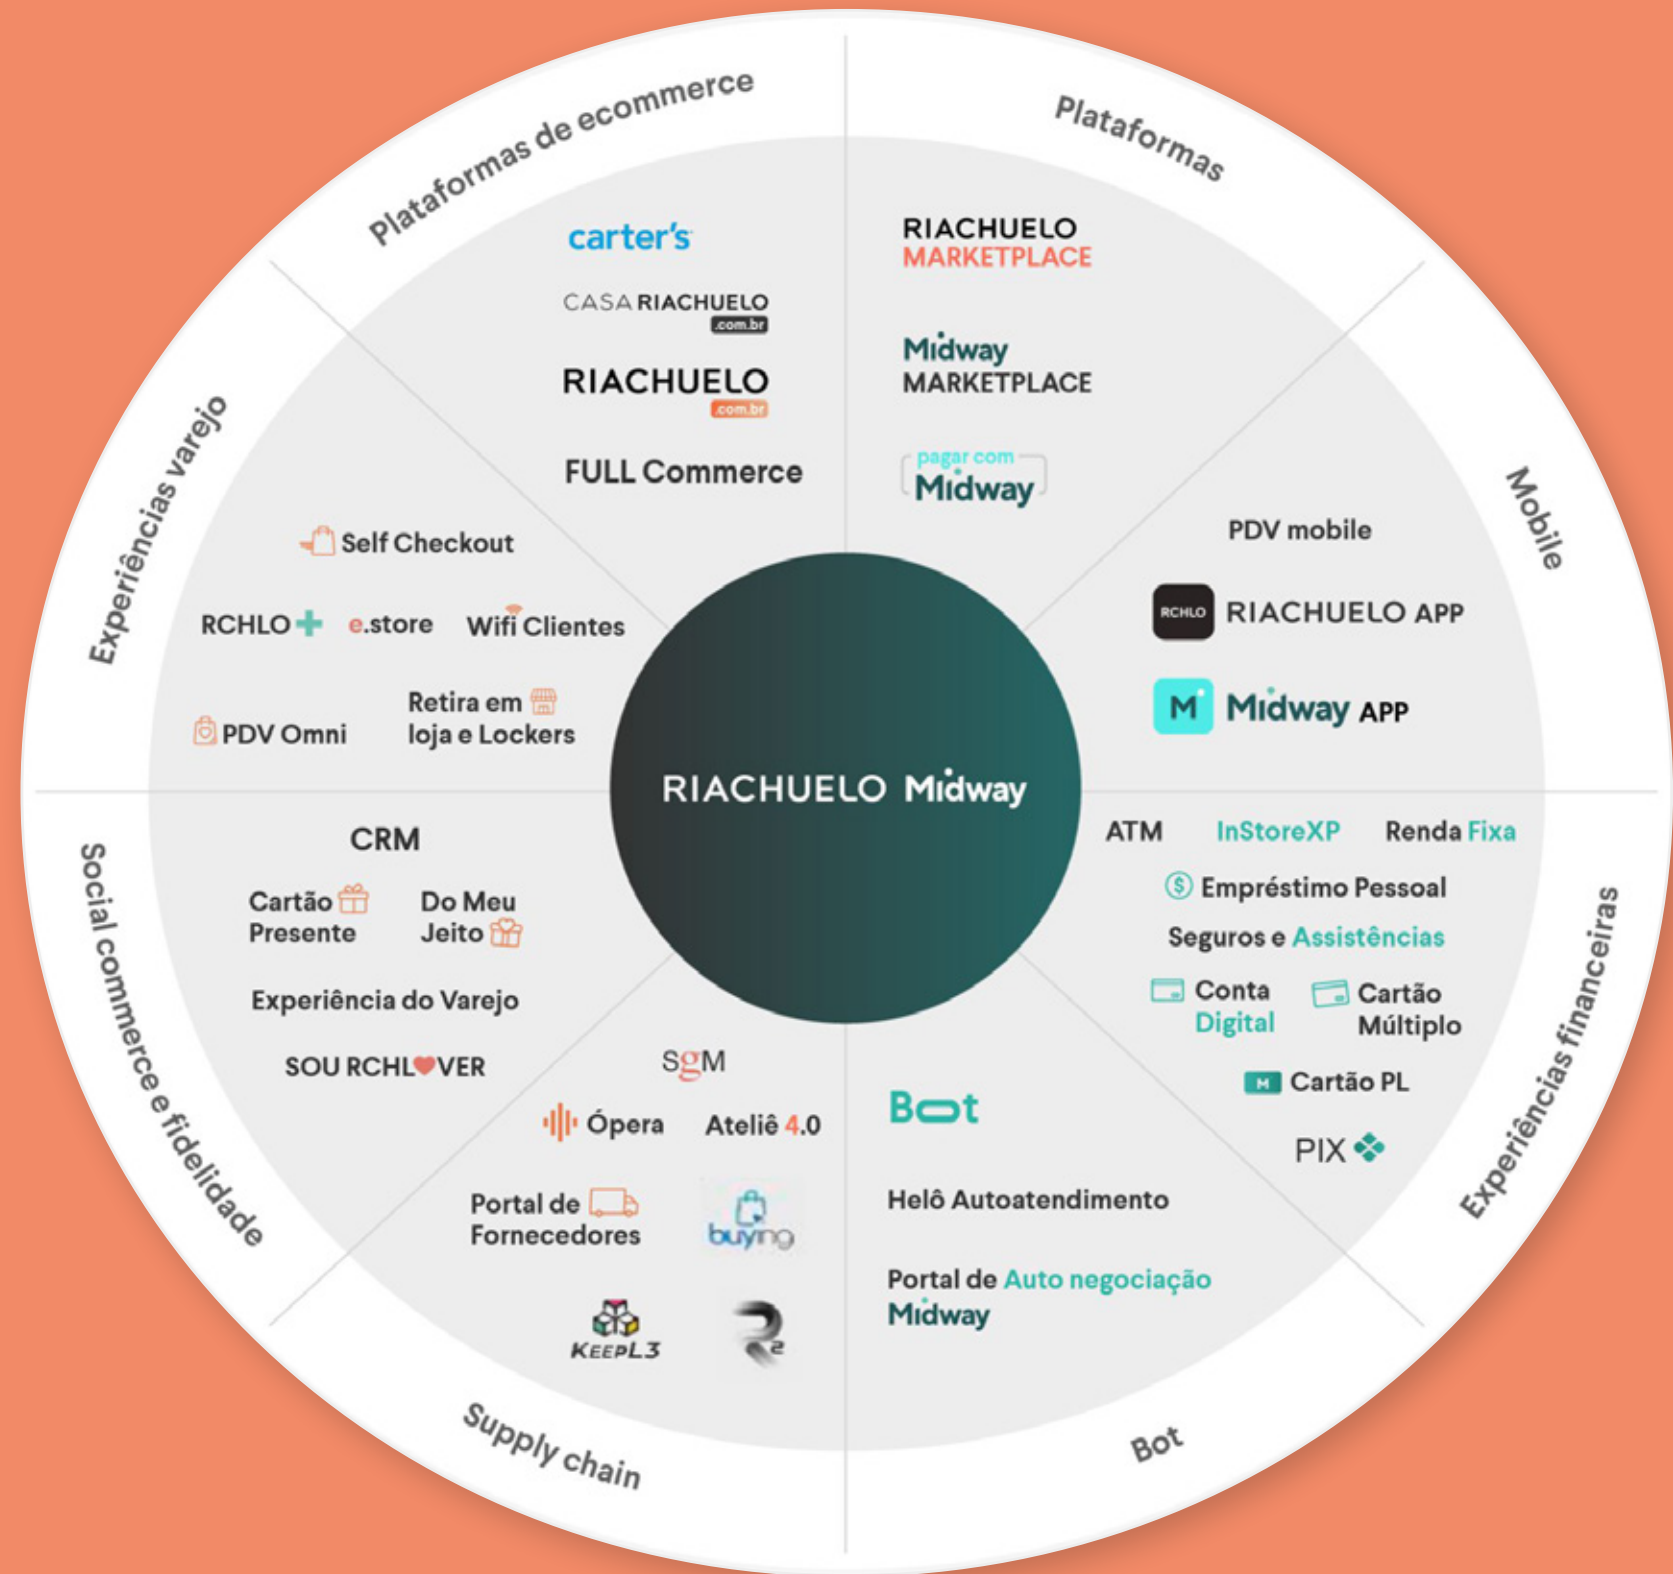 Plataformas de ecommerce
carter's
CASA RIACHUELO
.com.br
RIACHUELO
.com.br
FULL Commerce
Plataformas
RIACHUELO
MARKETPLACE
Midway
MARKETPLACE
pagar com
Midway
Mobile
PDV mobile
RCHLO RIACHUELO APP
M Midway APP
Experiências varejo
Self Checkout
RCHLO+ e.store Wifi Clientes
PDV Omni
Retira em
loja e Lockers
RIACHUELO Midway
Experiências financeiras
ATM InStoreXP Renda Fixa
$ Empréstimo Pessoal
Seguros e Assistências
Conta
Digital
Cartão
Múltiplo
M Cartão PL
PIX
Social commerce e fidelidade
CRM
Cartão
Presente
Do Meu
Jeito
Experiência do Varejo
SOU RCHL♥VER
Supply chain
SgM
Ópera Ateliê 4.0
Portal de
Fornecedores
buying
KEEPL3
R2
Bot
Bot
Helô Autoatendimento
Portal de Auto negociação
Midway